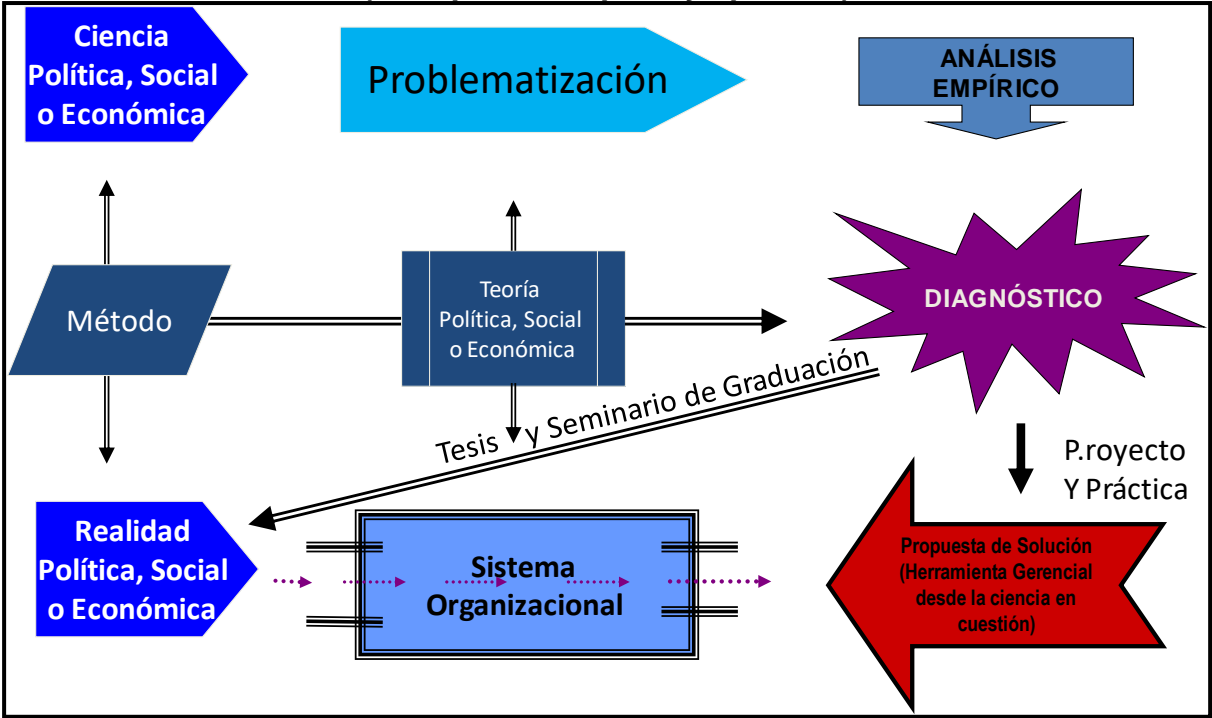 Ciencia
Política, Social
o Económica
Problematización
ANÁLISIS
EMPÍRICO
Método
Teoría
Política, Social
o Económica
DIAGNÓSTICO
Tesis y Seminario de Graduación
P.royecto
Y Práctica
Realidad
Política, Social
o Económica
Sistema
Organizacional
Propuesta de Solución
(Herramienta Gerencial
desde la ciencia en
cuestión)